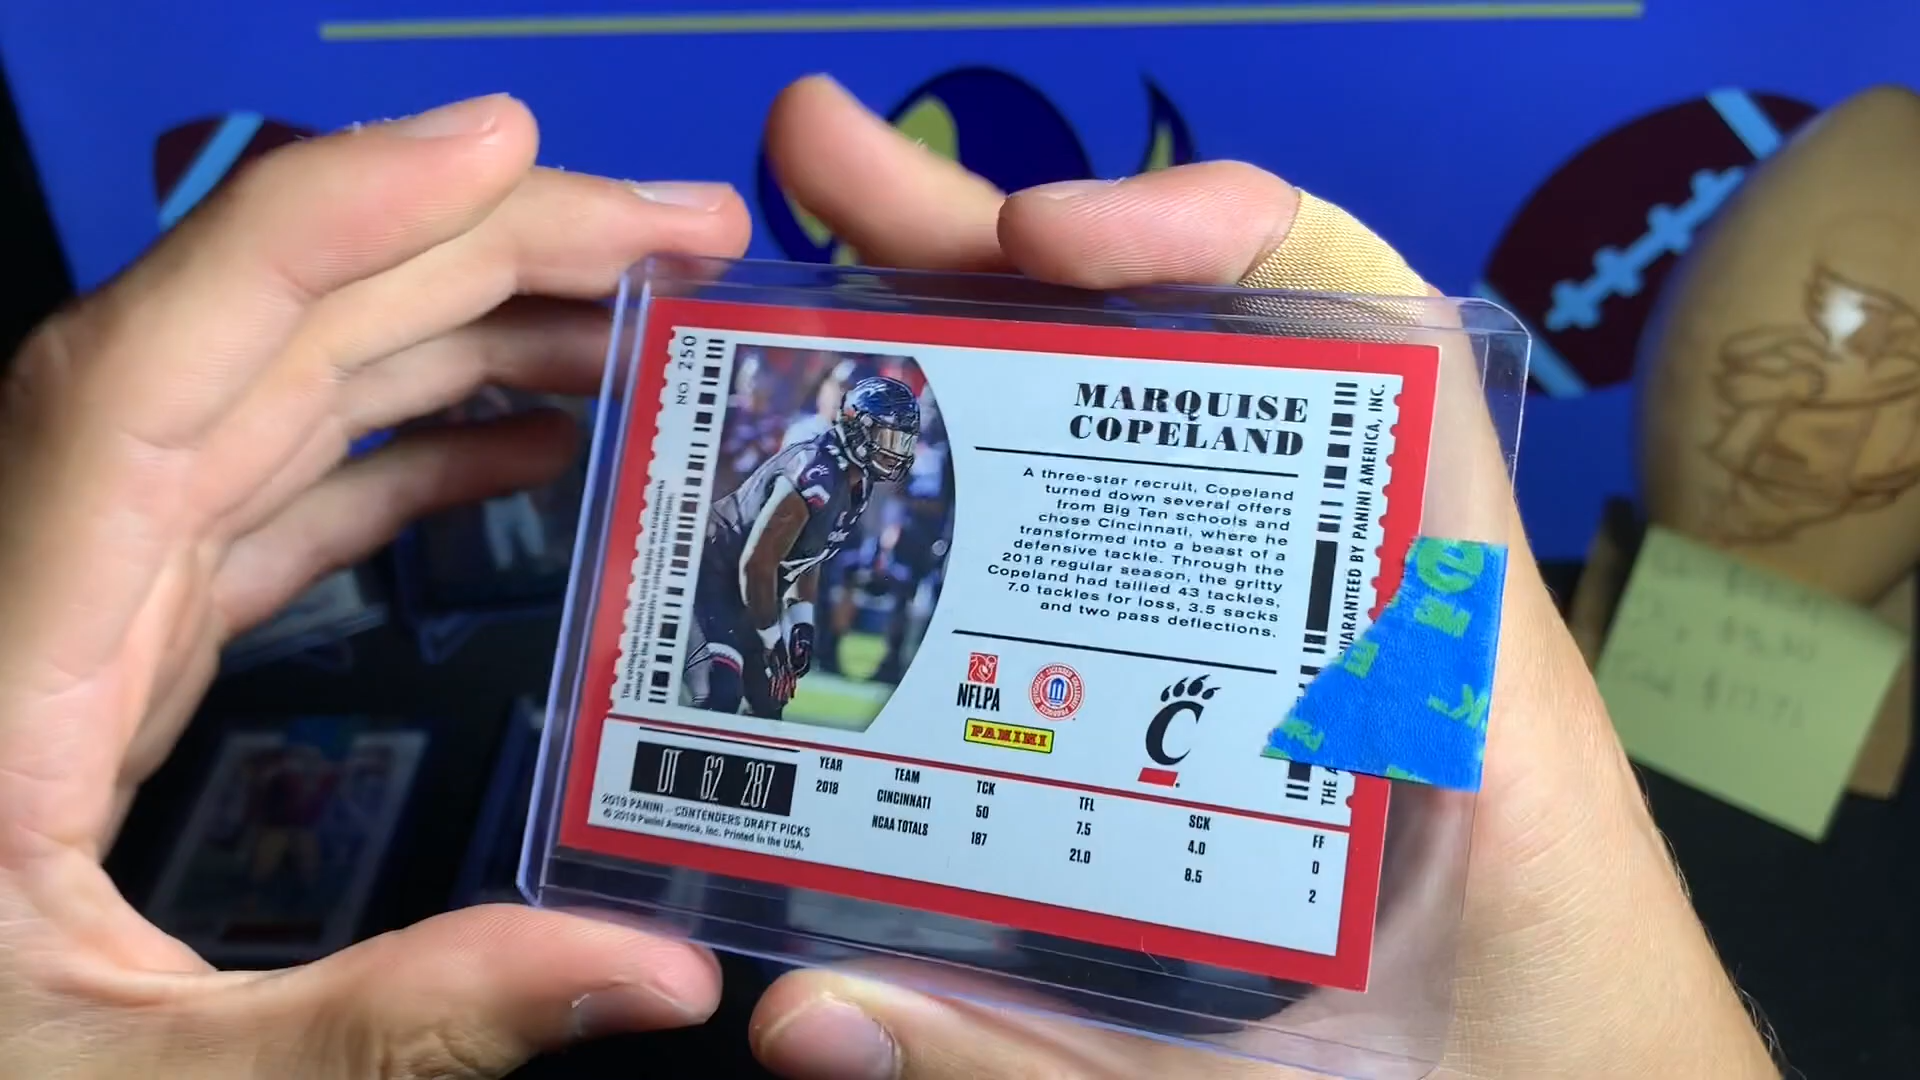 NO. 250
MARQUISE
COPELAND
A three-star recruit, Copeland
turned down several offers
from Big Ten schools and
chose Cincinnati, where he
transformed into a beast of a
defensive tackle. Through the
2018 regular season, the gritty
Copeland had tallied 43 tackles,
7.0 tackles for loss, 3.5 sacks
and two pass deflections.
UARANTEED BY PANINI AMERICA, INC.
THE A
NFLPA
PANINI
C
DT 62 287
YEAR TEAM TCK TFL SCK FF
2018 CINCINNATI 50 7.5 4.0 0
NCAA TOTALS 187 21.0 8.5 2
2019 PANINI - CONTENDERS DRAFT PICKS
© 2019 Panini America, Inc. Printed in the USA.